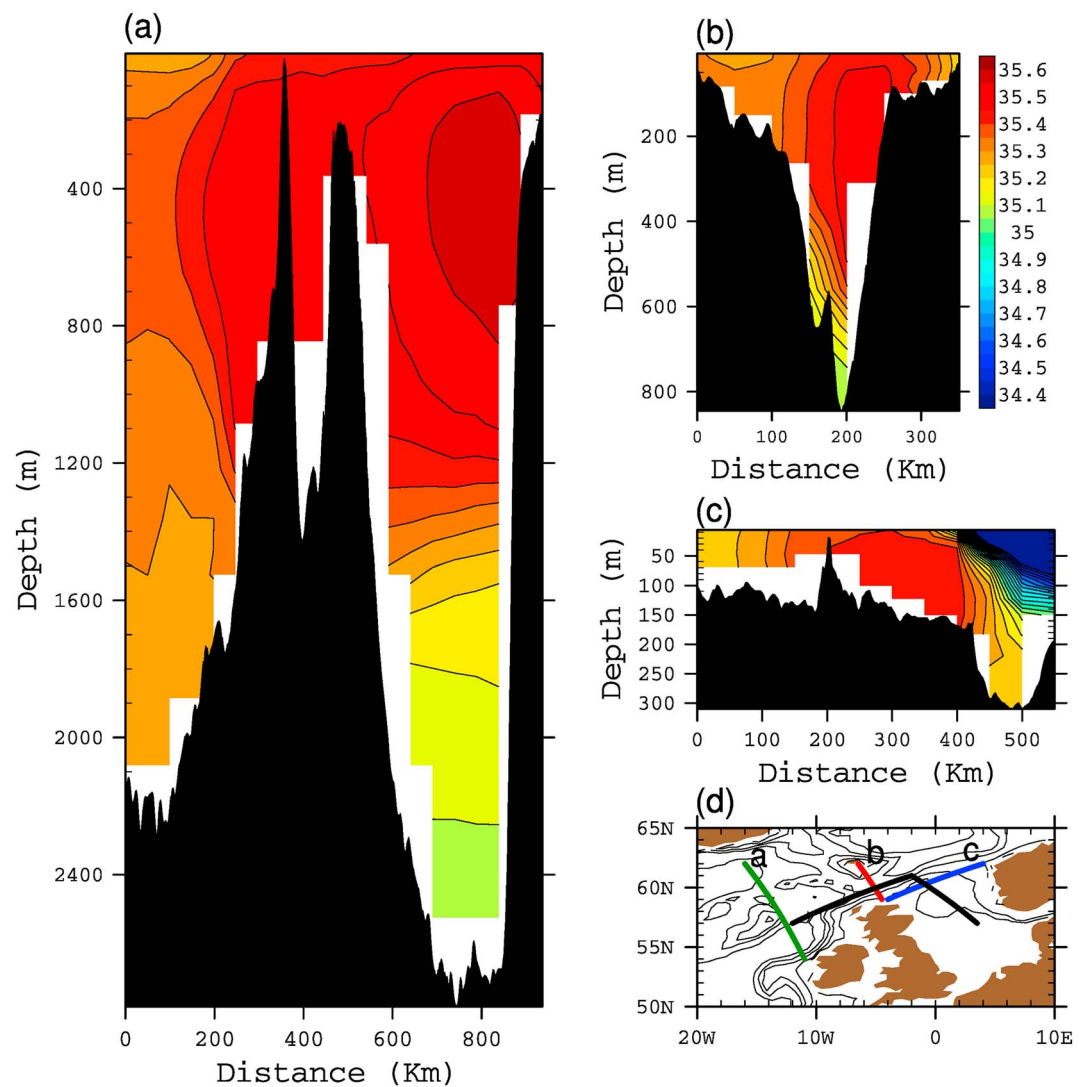 (a)
400
800
1200
1600
2000
2400
Depth (m)
0 200 400 600 800
Distance (Km)
(b)
200
400
600
800
Depth (m)
0 100 200 300
Distance (Km)
35.6
35.5
35.4
35.3
35.2
35.1
35
34.9
34.8
34.7
34.6
34.5
34.4
(c)
50
100
150
200
250
300
Depth (m)
0 100 200 300 400 500
Distance (Km)
(d)
65N
60N
55N
50N
a b c
20W 10W 0 10E